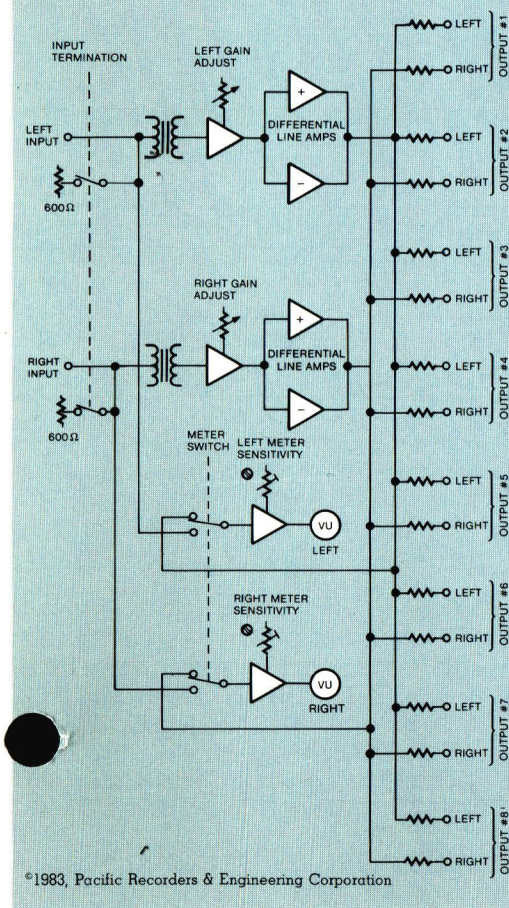 INPUT
TERMINATION
LEFT
INPUT
600Ω
LEFT GAIN
ADJUST
+
DIFFERENTIAL
LINE AMPS
−
RIGHT GAIN
ADJUST
RIGHT
INPUT
600Ω
+
DIFFERENTIAL
LINE AMPS
−
METER
SWITCH
LEFT METER
SENSITIVITY
VU
LEFT
RIGHT METER
SENSITIVITY
VU
RIGHT
LEFT
RIGHT
OUTPUT #1
LEFT
RIGHT
OUTPUT #2
LEFT
RIGHT
OUTPUT #3
LEFT
RIGHT
OUTPUT #4
LEFT
RIGHT
OUTPUT #5
LEFT
RIGHT
OUTPUT #6
LEFT
RIGHT
OUTPUT #7
LEFT
RIGHT
OUTPUT #8
©1983, Pacific Recorders & Engineering Corporation